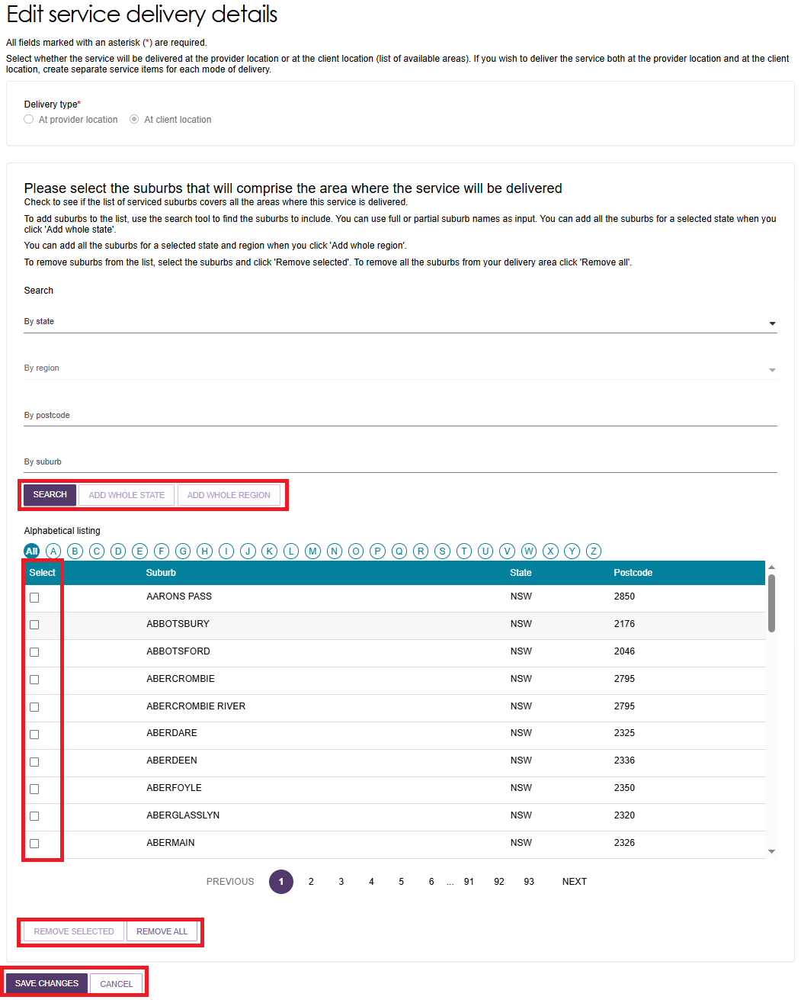 Edit service delivery details
All fields marked with an asterisk (*) are required.
Select whether the service will be delivered at the provider location or at the client location (list of available areas). If you wish to deliver the service both at the provider location and at the client
location, create separate service items for each mode of delivery.
Delivery type*
At provider location At client location
Please select the suburbs that will comprise the area where the service will be delivered
Check to see if the list of serviced suburbs covers all the areas where this service is delivered.
To add suburbs to the list, use the search tool to find the suburbs to include. You can use full or partial suburb names as input. You can add all the suburbs for a selected state when you
click 'Add whole state'.
You can add all the suburbs for a selected state and region when you click 'Add whole region'.
To remove suburbs from the list, select the suburbs and click 'Remove selected'. To remove all the suburbs from your delivery area click 'Remove all'.
Search
By state
By region
By postcode
By suburb
SEARCH ADD WHOLE STATE ADD WHOLE REGION
Alphabetical listing
All A B C D E F G H I J K L M N O P Q R S T U V W X Y Z
Select Suburb State Postcode
AARONS PASS NSW 2850
ABBOTSBURY NSW 2176
ABBOTSFORD NSW 2046
ABERCROMBIE NSW 2795
ABERCROMBIE RIVER NSW 2795
ABERDARE NSW 2325
ABERDEEN NSW 2336
ABERFOYLE NSW 2350
ABERGLASSLYN NSW 2320
ABERMAIN NSW 2326
PREVIOUS 1 2 3 4 5 6 ... 91 92 93 NEXT
REMOVE SELECTED REMOVE ALL
SAVE CHANGES CANCEL